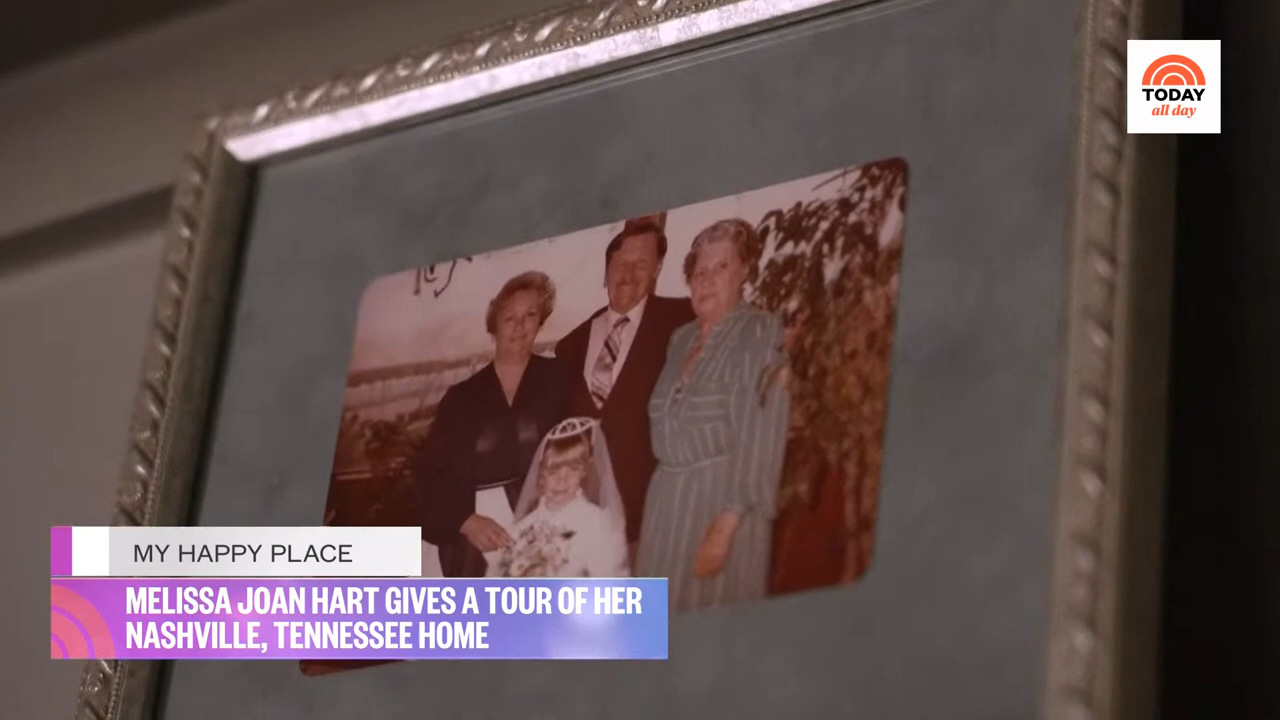 TODAY
all day
MY HAPPY PLACE
MELISSA JOAN HART GIVES A TOUR OF HER
NASHVILLE, TENNESSEE HOME